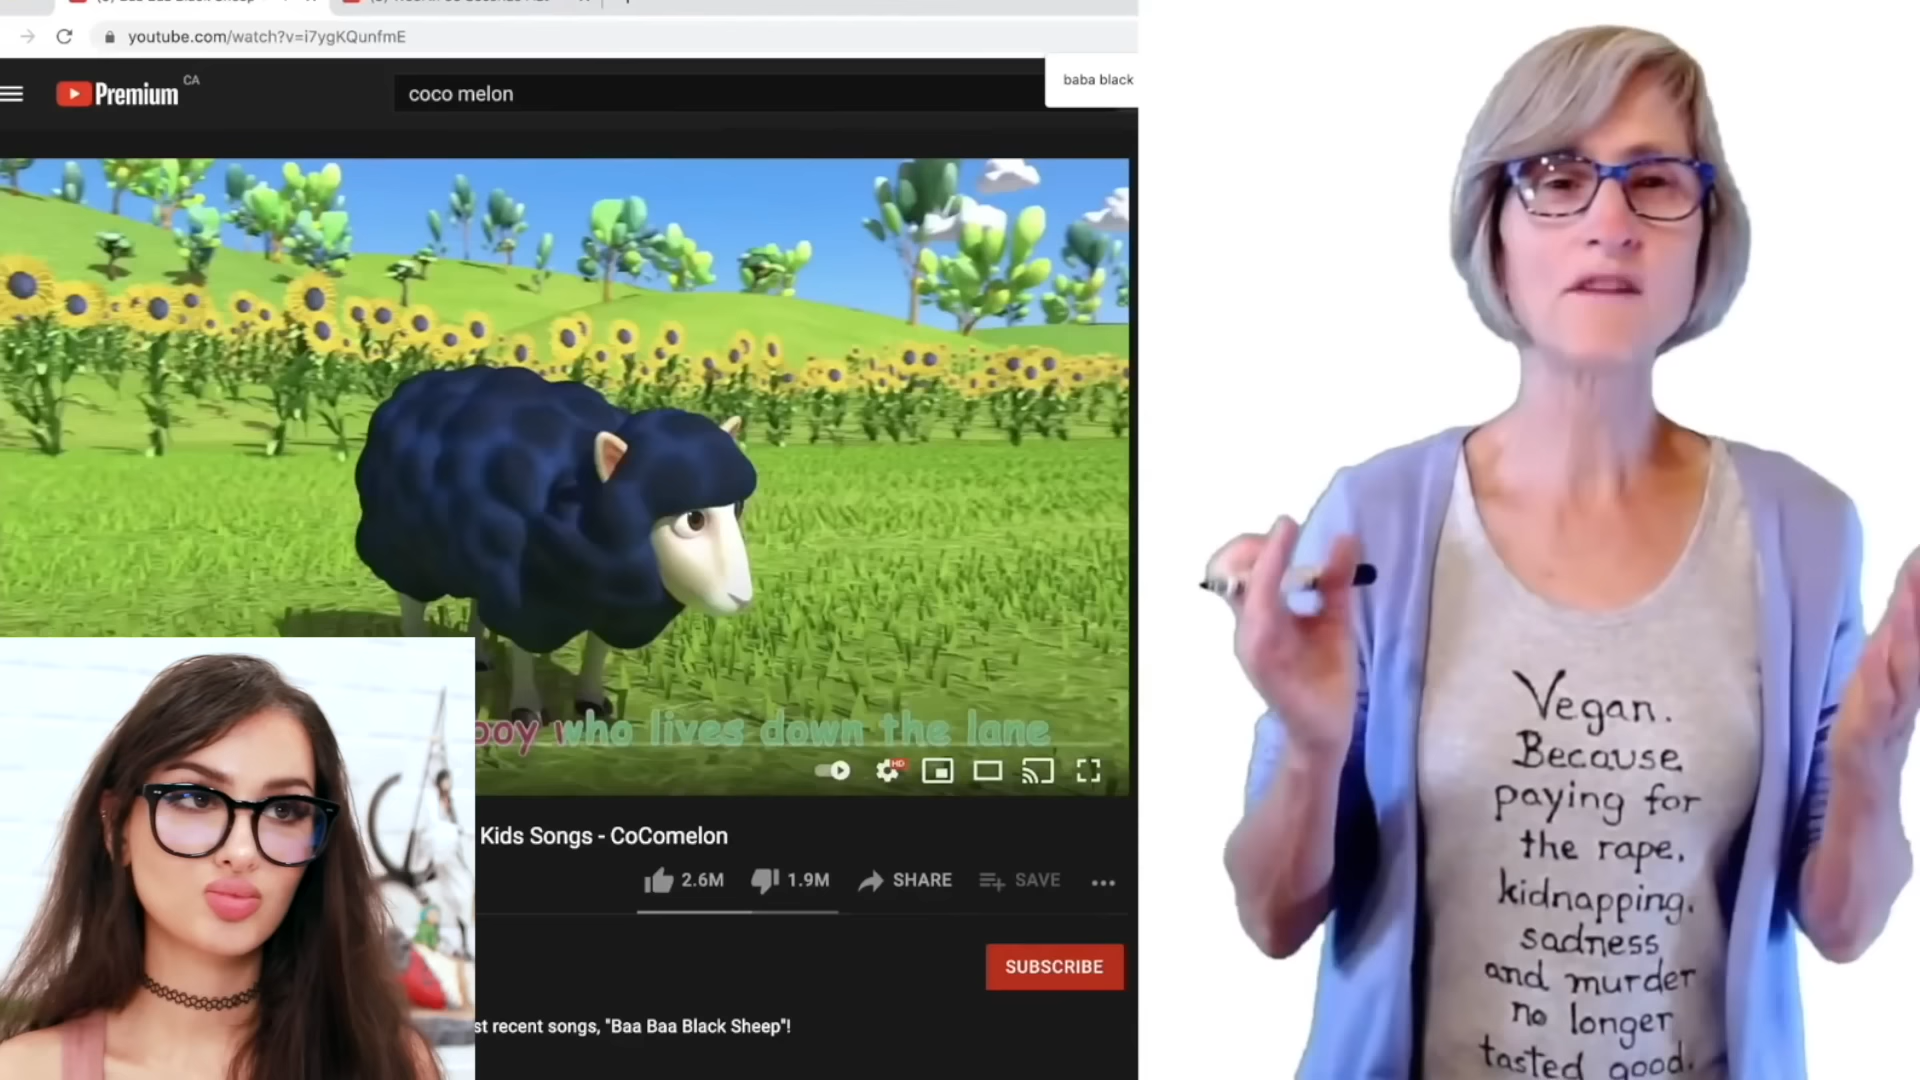 youtube.com/watch?v=i7ygKQunfmE
Premium CA
coco melon
baba black
boy who lives down the lane
HD
Kids Songs - CoComelon
2.6M 1.9M SHARE SAVE
SUBSCRIBE
st recent songs, "Baa Baa Black Sheep"!
Vegan.
Because
paying for
the rape,
kidnapping,
sadness
and murder
no longer
tasted good.